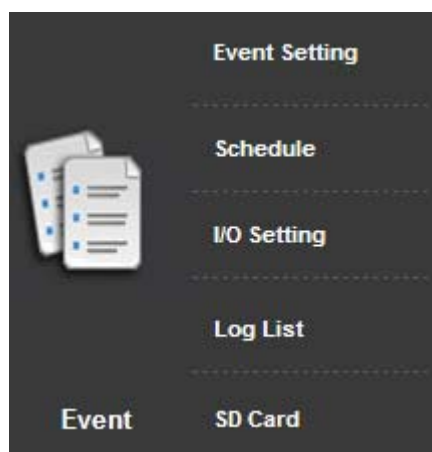 Event Setting
Schedule
I/O Setting
Log List
Event
SD Card